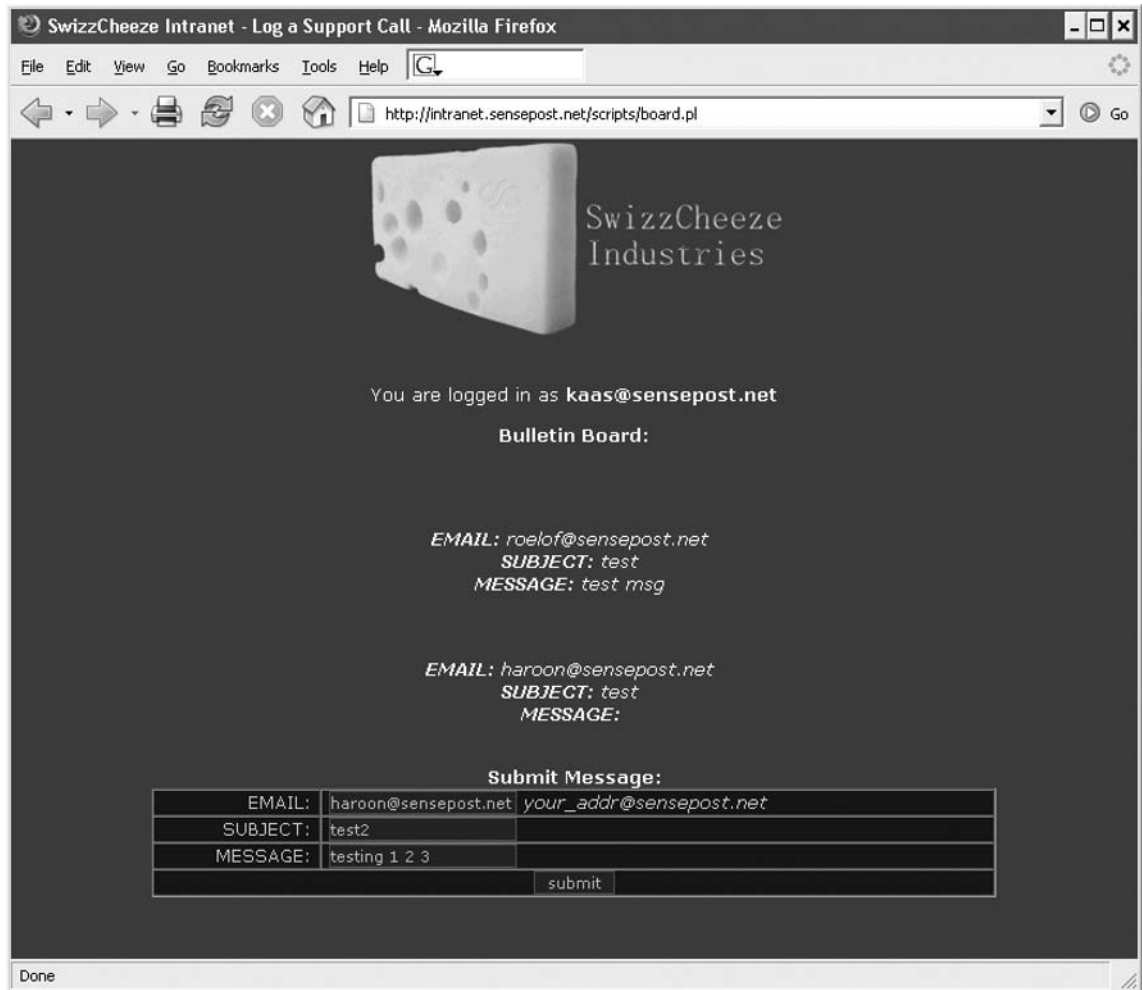 SwizzCheeze Intranet - Log a Support Call - Mozilla Firefox
File Edit View Go Bookmarks Tools Help G
http://intranet.sensepost.net/scripts/board.pl Go
SwizzCheeze
Industries
You are logged in as kaas@sensepost.net
Bulletin Board:
EMAIL: roelof@sensepost.net
SUBJECT: test
MESSAGE: test msg
EMAIL: haroon@sensepost.net
SUBJECT: test
MESSAGE:
Submit Message:
EMAIL: haroon@sensepost.net your_addr@sensepost.net
SUBJECT: test2
MESSAGE: testing 1 2 3
submit
Done